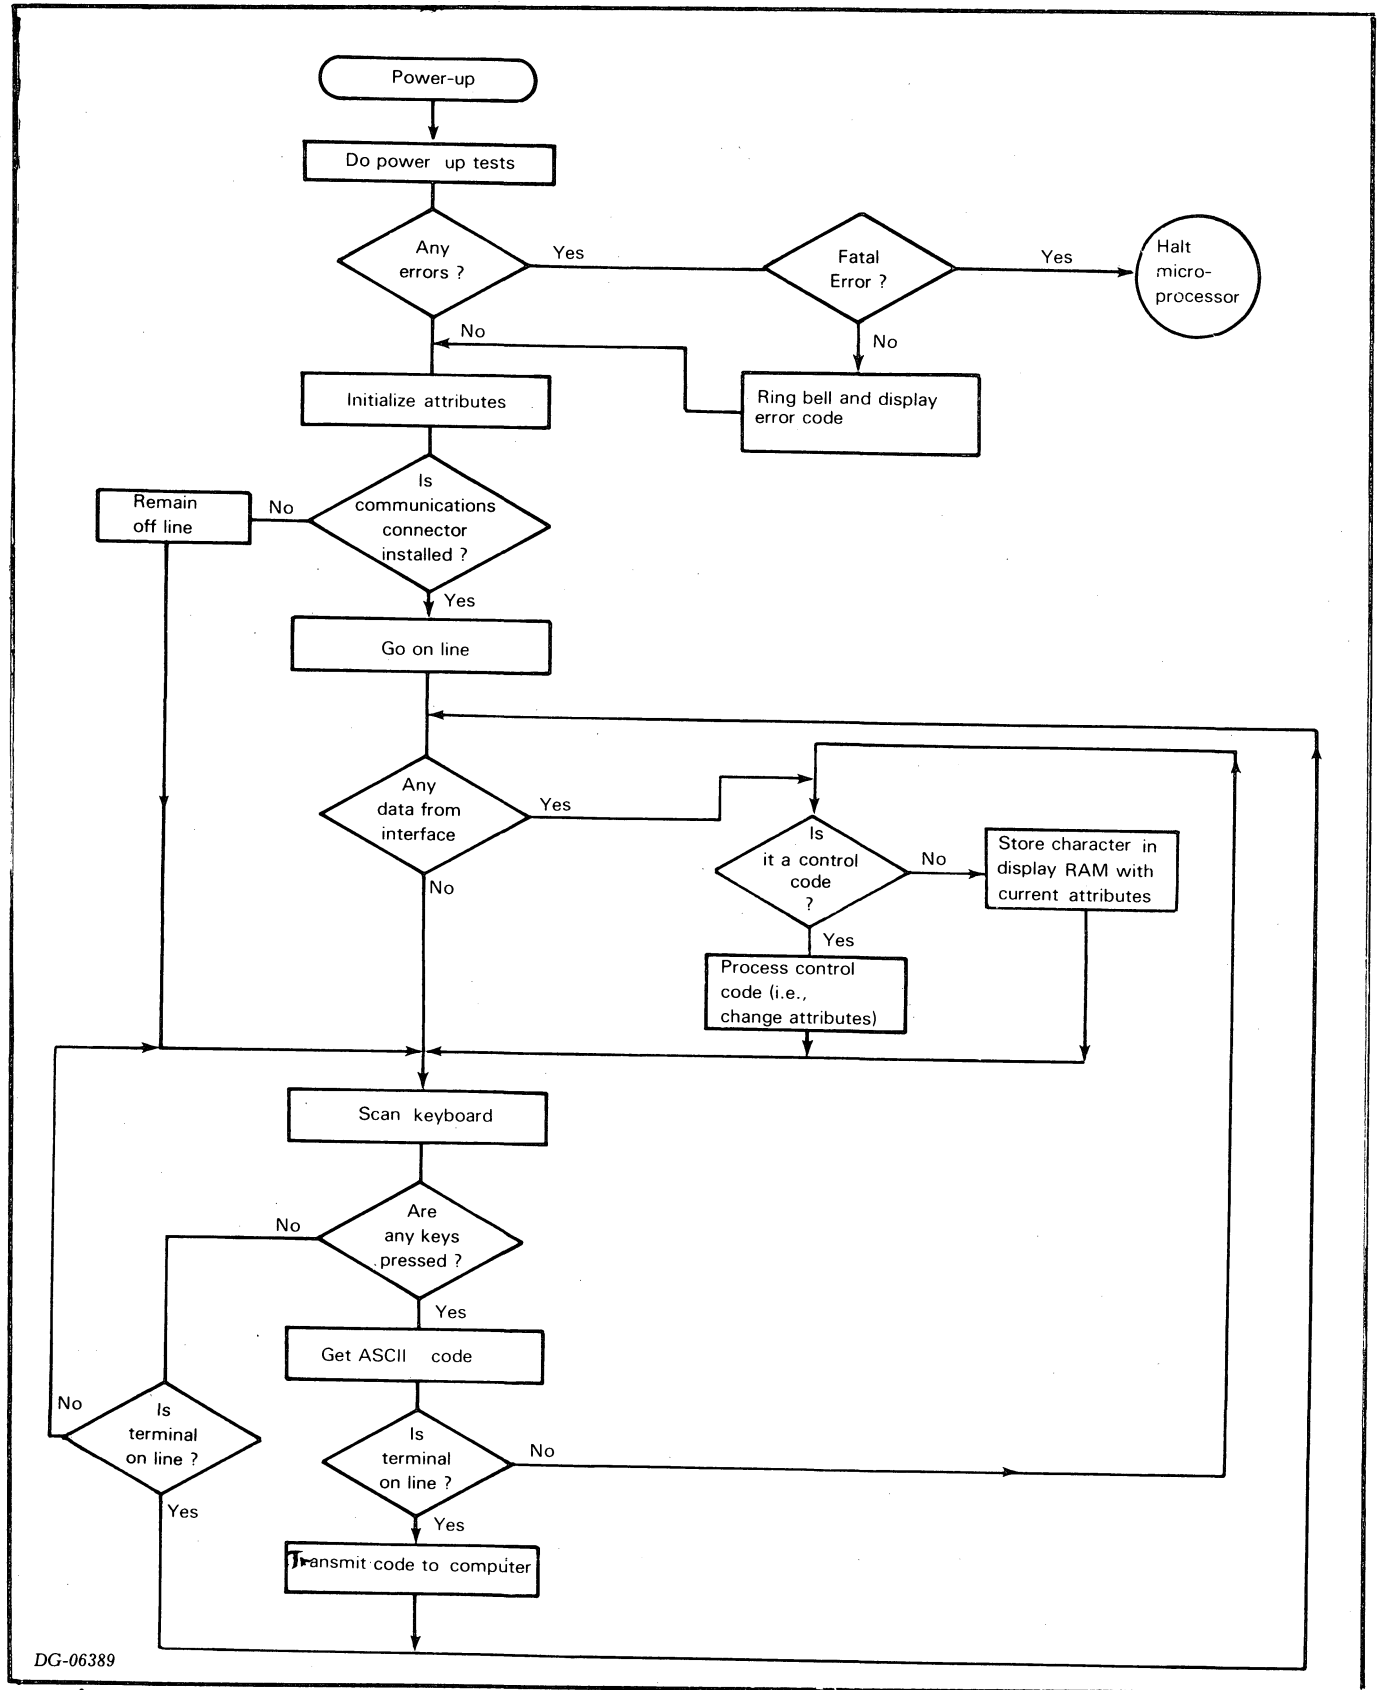 Power-up
Do power up tests
Any
errors ?
Yes
Fatal
Error ?
Yes
Halt
micro-
processor
No
No
Initialize attributes
Ring bell and display
error code
Is
communications
connector
installed ?
No
Remain
off line
Yes
Go on line
Any
data from
interface
Yes
No
Is
it a control
code
?
No
Store character in
display RAM with
current attributes
Yes
Process control
code (i.e.,
change attributes)
Scan keyboard
Are
any keys
pressed ?
No
Yes
Get ASCII code
No
Is
terminal
on line ?
Yes
Is
terminal
on line ?
No
Yes
Transmit code to computer
DG-06389